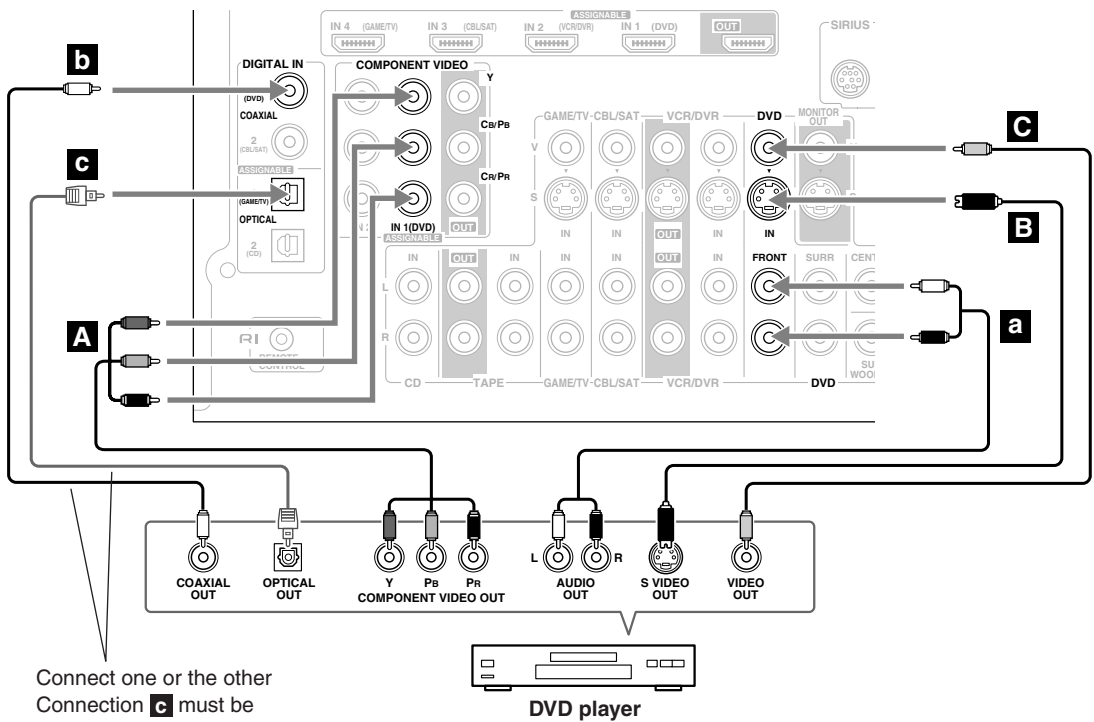 ASSIGNABLE
IN 4 (GAME/TV) IN 3 (CBL/SAT) IN 2 (VCR/DVR) IN 1 (DVD) OUT
SIRIUS
b
DIGITAL IN
COMPONENT VIDEO
(DVD)
COAXIAL
2
(CBL/SAT)
Y
CB/PB
CR/PR
GAME/TV CBL/SAT VCR/DVR DVD MONITOR OUT
V
S
C
c
ASSIGNABLE
(GAME/TV)
OPTICAL
2
(CD)
IN 1(DVD) OUT
ASSIGNABLE
IN IN OUT IN IN
B
IN OUT IN IN IN OUT IN FRONT SURR CENT
L
R
a
A
RI
REMOTE
CONTROL
SU
WOO
CD TAPE GAME/TV CBL/SAT VCR/DVR DVD
L R
COAXIAL
OUT
OPTICAL
OUT
Y PB PR
COMPONENT VIDEO OUT
AUDIO
OUT
S VIDEO
OUT
VIDEO
OUT
Connect one or the other
Connection c must be
DVD player